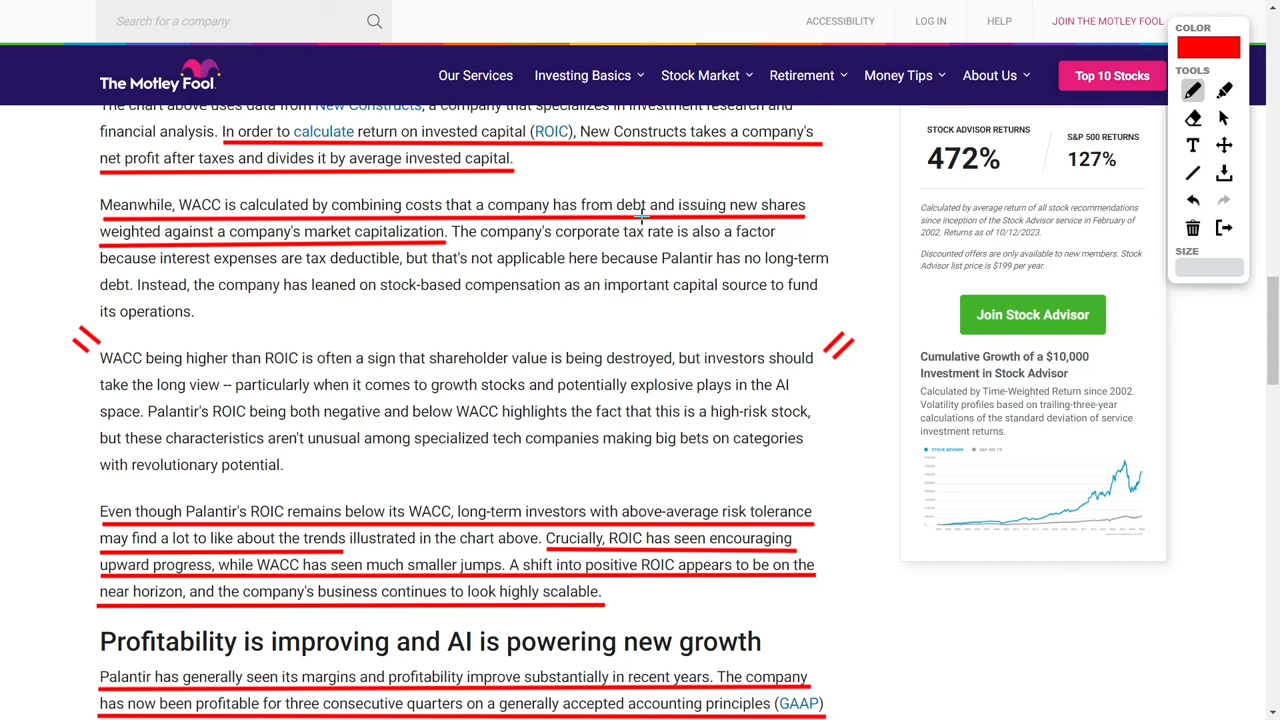 Search for a company
ACCESSIBILITY
LOG IN
HELP
JOIN THE MOTLEY FOOL
The Motley Fool
Our Services
Investing Basics
Stock Market
Retirement
Money Tips
About Us
Top 10 Stocks
The chart above uses data from New Constructs, a company that specializes in investment research and
financial analysis. In order to calculate return on invested capital (ROIC), New Constructs takes a company's
net profit after taxes and divides it by average invested capital.
Meanwhile, WACC is calculated by combining costs that a company has from debt and issuing new shares
weighted against a company's market capitalization. The company's corporate tax rate is also a factor
because interest expenses are tax deductible, but that's not applicable here because Palantir has no long-term
debt. Instead, the company has leaned on stock-based compensation as an important capital source to fund
its operations.
WACC being higher than ROIC is often a sign that shareholder value is being destroyed, but investors should
take the long view -- particularly when it comes to growth stocks and potentially explosive plays in the AI
space. Palantir's ROIC being both negative and below WACC highlights the fact that this is a high-risk stock,
but these characteristics aren't unusual among specialized tech companies making big bets on categories
with revolutionary potential.
Even though Palantir's ROIC remains below its WACC, long-term investors with above-average risk tolerance
may find a lot to like about the trends illustrated in the chart above. Crucially, ROIC has seen encouraging
upward progress, while WACC has seen much smaller jumps. A shift into positive ROIC appears to be on the
near horizon, and the company's business continues to look highly scalable.
Profitability is improving and AI is powering new growth
Palantir has generally seen its margins and profitability improve substantially in recent years. The company
has now been profitable for three consecutive quarters on a generally accepted accounting principles (GAAP)
STOCK ADVISOR RETURNS
472%
S&P 500 RETURNS
127%
Calculated by average return of all stock recommendations
since inception of the Stock Advisor service in February of
2002. Returns as of 10/12/2023.
Discounted offers are only available to new members. Stock
Advisor list price is $199 per year.
Join Stock Advisor
Cumulative Growth of a $10,000
Investment in Stock Advisor
Calculated by Time-Weighted Return since 2002.
Volatility profiles based on trailing-three-year
calculations of the standard deviation of service
investment returns.
STOCK ADVISOR
COLOR
TOOLS
T
SIZE